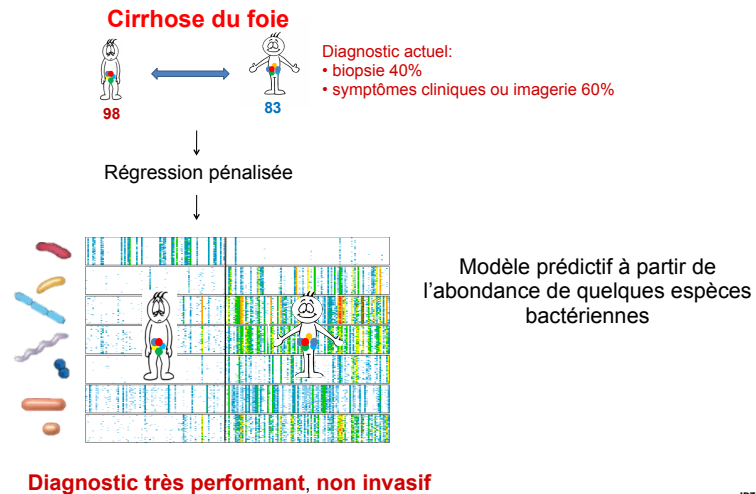 Cirrhose du foie
Diagnostic actuel:
• biopsie 40%
• symptômes cliniques ou imagerie 60%
98
83
Régression pénalisée
Modèle prédictif à partir de
l'abondance de quelques espèces
bactériennes
Diagnostic très performant, non invasif